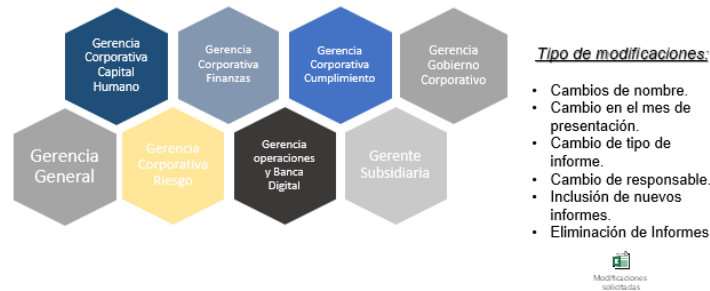 Gerencia
Corporativa
Capital
Humano
Gerencia
Corporativa
Finanzas
Gerencia
Corporativa
Cumplimiento
Gerencia
Gobierno
Corporativo
Gerencia
General
Gerencia
Corporativa
Riesgo
Gerencia
operaciones
y Banca
Digital
Gerente
Subsidiaria
Tipo de modificaciones:
• Cambios de nombre.
• Cambio en el mes de
presentación.
• Cambio de tipo de
informe.
• Cambio de responsable.
• Inclusión de nuevos
informes.
• Eliminación de Informes
Modificaciones
solicitadas